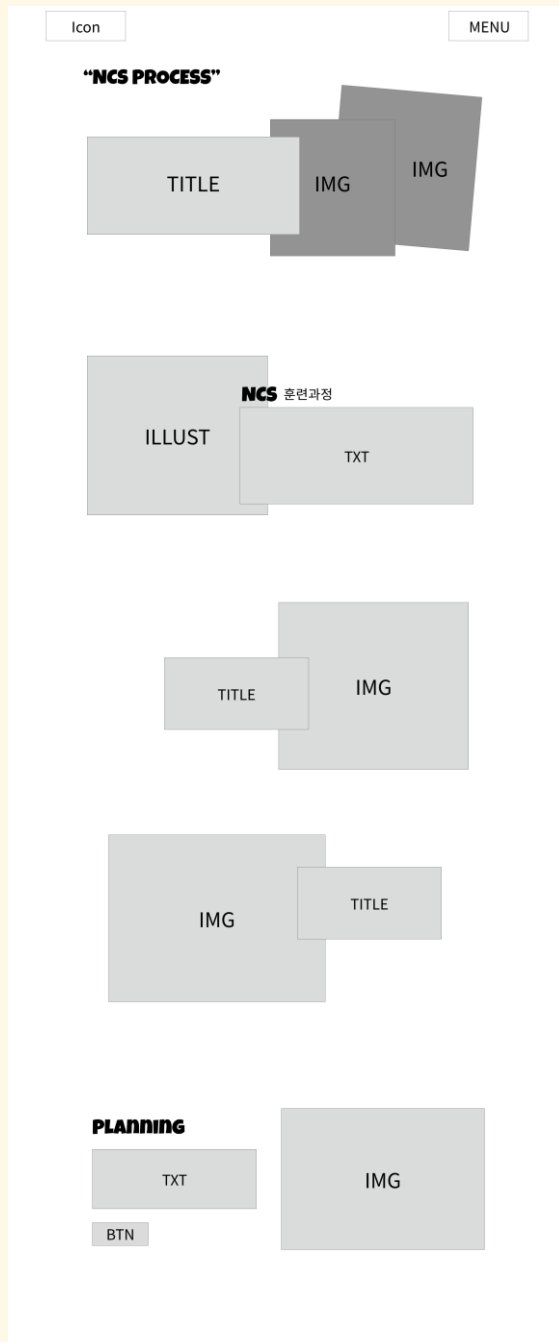 Icon
MENU
“NCS PROCESS”
TITLE
IMG
IMG
ILLUST
NCS 훈련과정
TXT
TITLE
IMG
IMG
TITLE
PLANNING
TXT
IMG
BTN